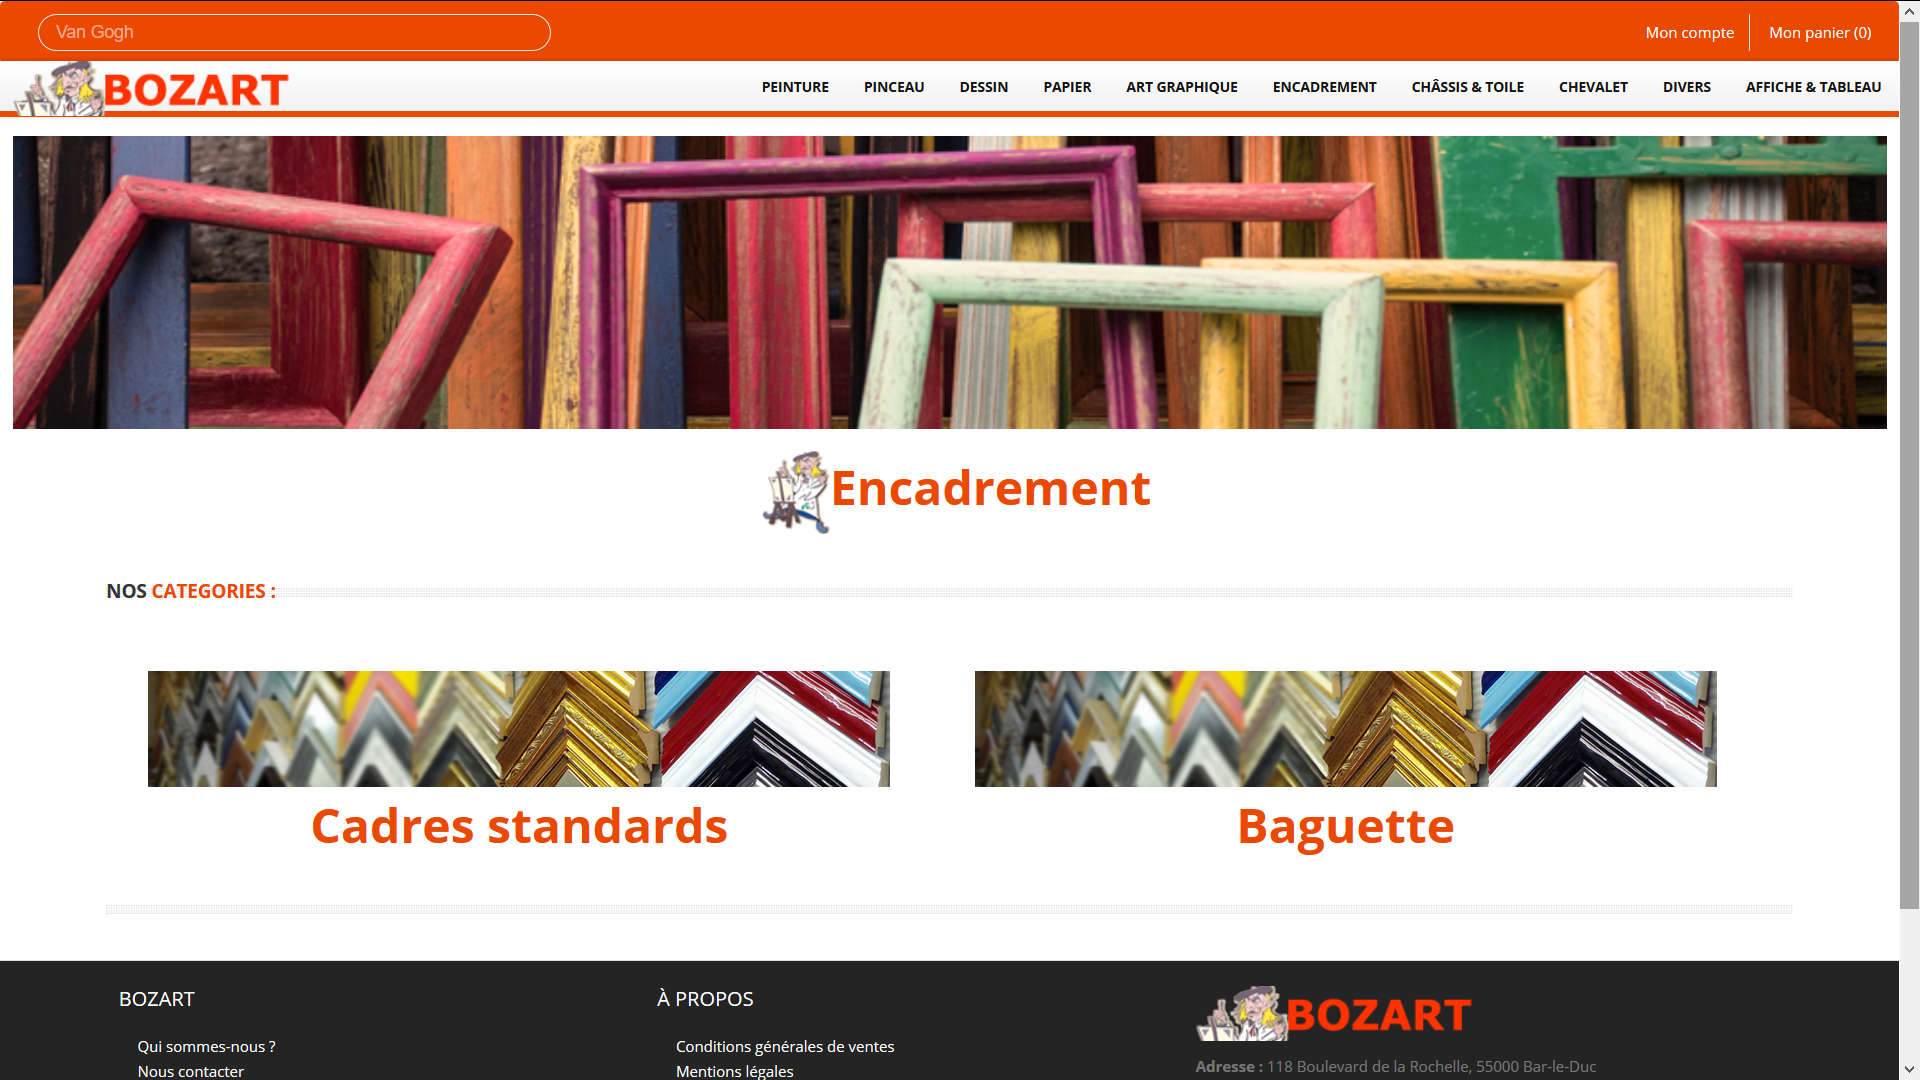 Van Gogh
Mon compte
Mon panier (0)
BOZART
PEINTURE
PINCEAU
DESSIN
PAPIER
ART GRAPHIQUE
ENCADREMENT
CHÂSSIS & TOILE
CHEVALET
DIVERS
AFFICHE & TABLEAU
Encadrement
NOS CATEGORIES :
Cadres standards
Baguette
BOZART
Qui sommes-nous ?
Nous contacter
À PROPOS
Conditions générales de ventes
Mentions légales
BOZART
Adresse : 118 Boulevard de la Rochelle, 55000 Bar-le-Duc